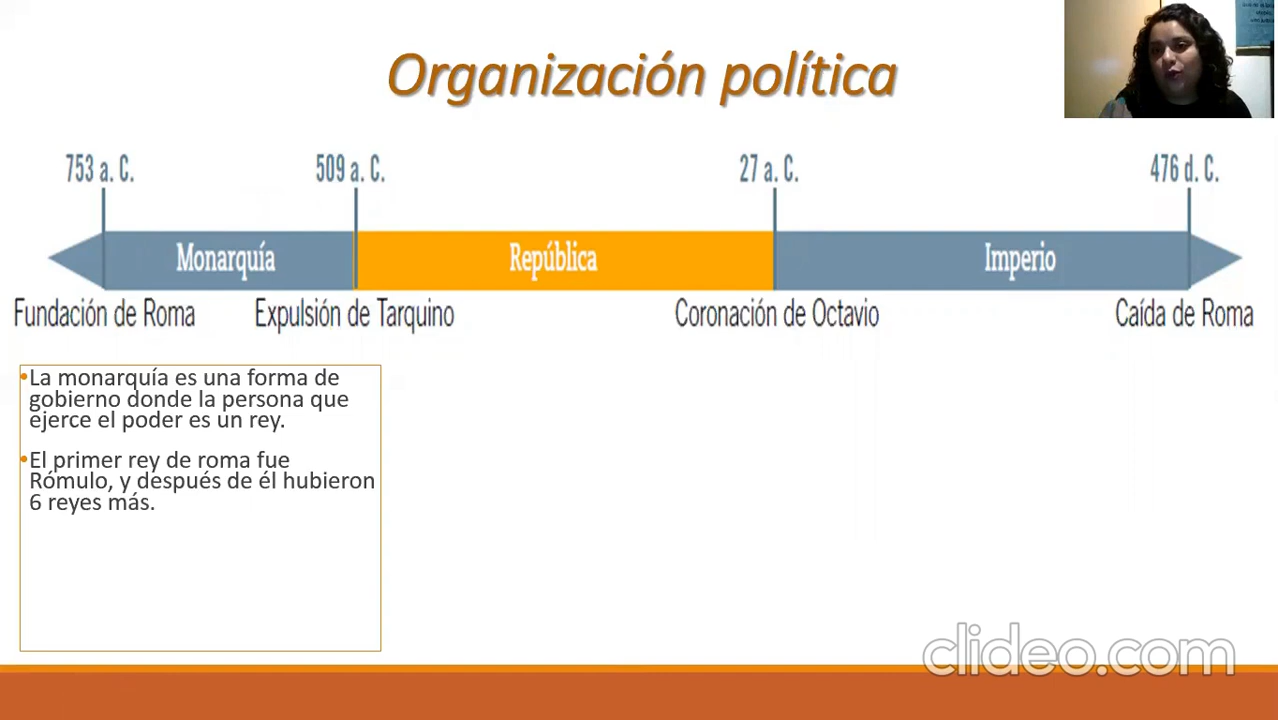 Organización política
753 a. C.
509 a. C.
27 a. C.
476 d. C.
Monarquía
República
Imperio
Fundación de Roma
Expulsión de Tarquino
Coronación de Octavio
Caída de Roma
•La monarquía es una forma de
gobierno donde la persona que
ejerce el poder es un rey.
•El primer rey de roma fue
Rómulo, y después de él hubieron
6 reyes más.
clideo.com